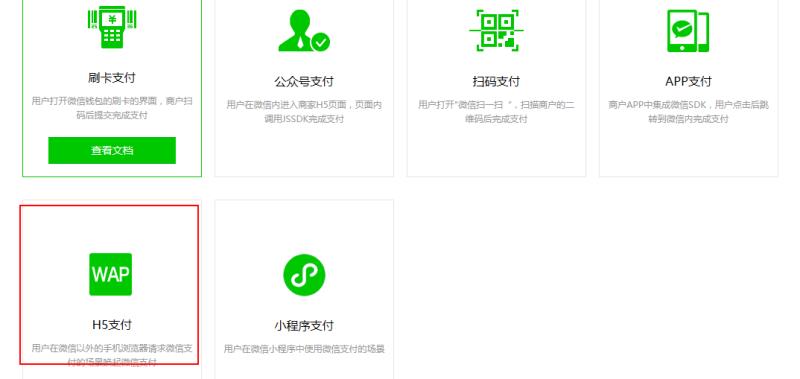 刷卡支付
用户打开微信钱包的刷卡的界面，商户扫
码后提交完成支付
查看文档
公众号支付
用户在微信内进入商家H5页面，页面内
调用JSSDK完成支付
扫码支付
用户打开"微信扫一扫“，扫描商户的二
维码后完成支付
APP支付
商户APP中集成微信SDK，用户点击后跳
转到微信内完成支付
WAP
H5支付
用户在微信以外的手机浏览器请求微信支
付的场景唤起微信支付
小程序支付
用户在微信小程序中使用微信支付的场景